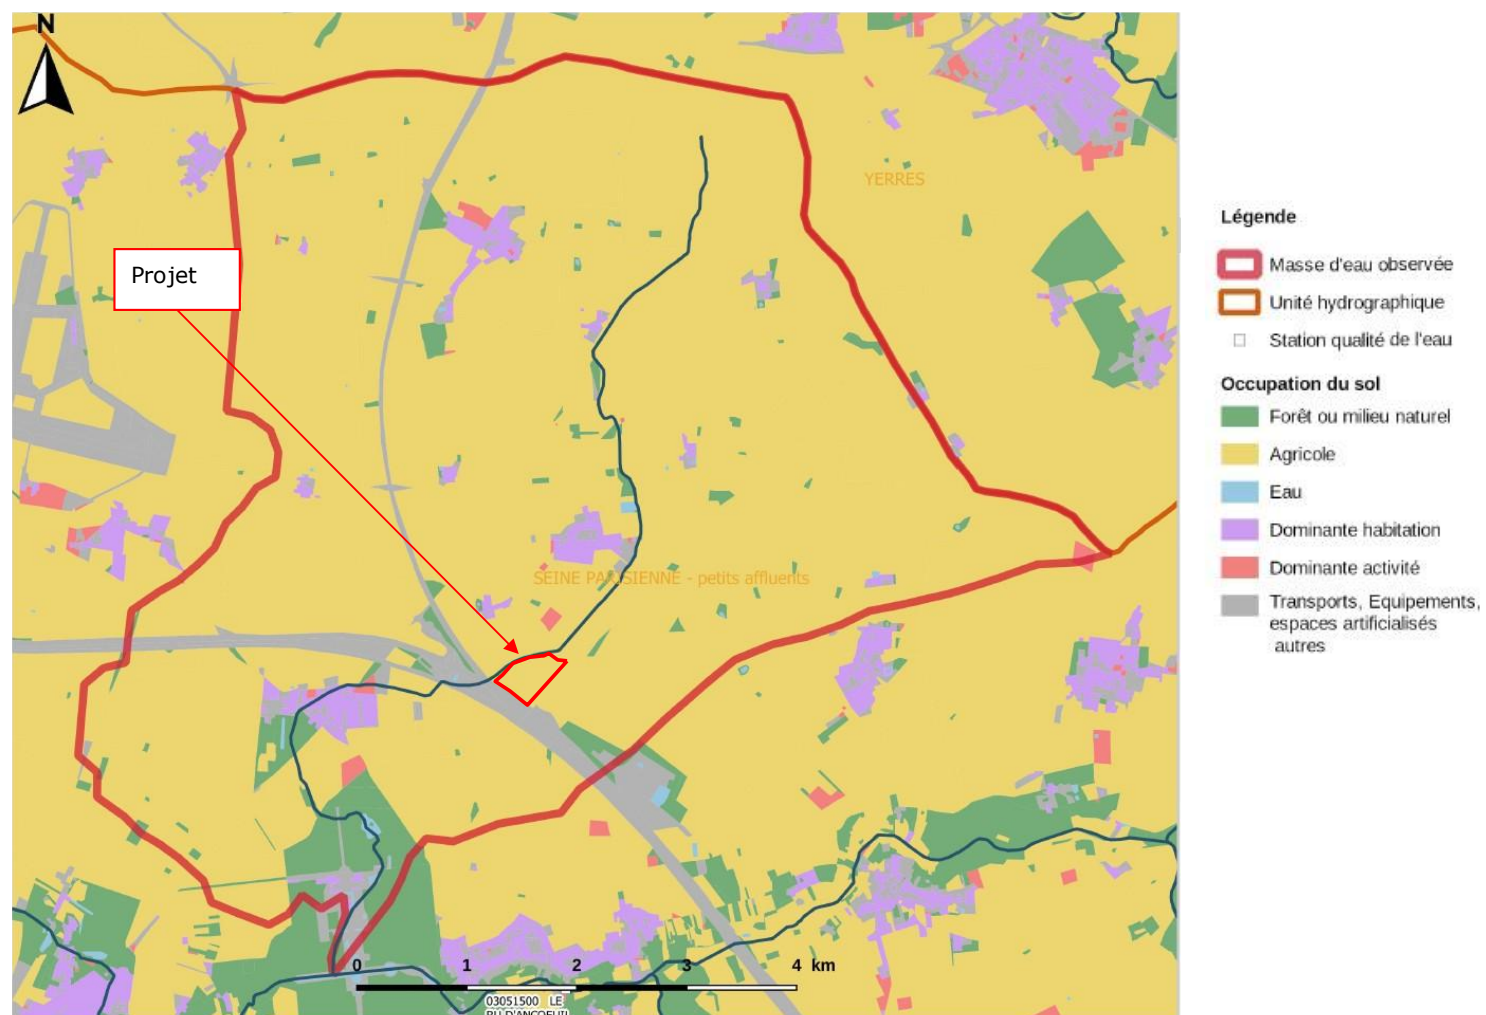 N
YERRES
Projet
SEINE PARISIENNE - petits affluents
0 1 2 3 4 km
03051500 LE
RU D'ANCOEUIL
Légende
Masse d'eau observée
Unité hydrographique
Station qualité de l'eau
Occupation du sol
Forêt ou milieu naturel
Agricole
Eau
Dominante habitation
Dominante activité
Transports, Equipements,
espaces artificialisés
autres